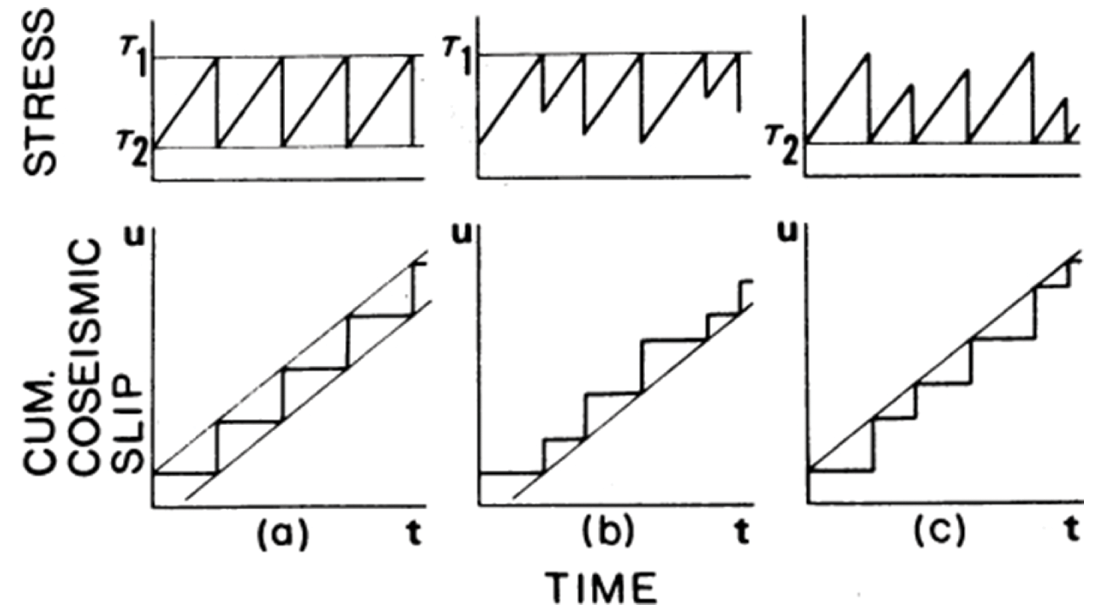 STRESS
τ1
τ2
τ1
τ2
CUM.
COSEISMIC
SLIP
u
u
u
(a)
t
(b)
t
(c)
t
TIME